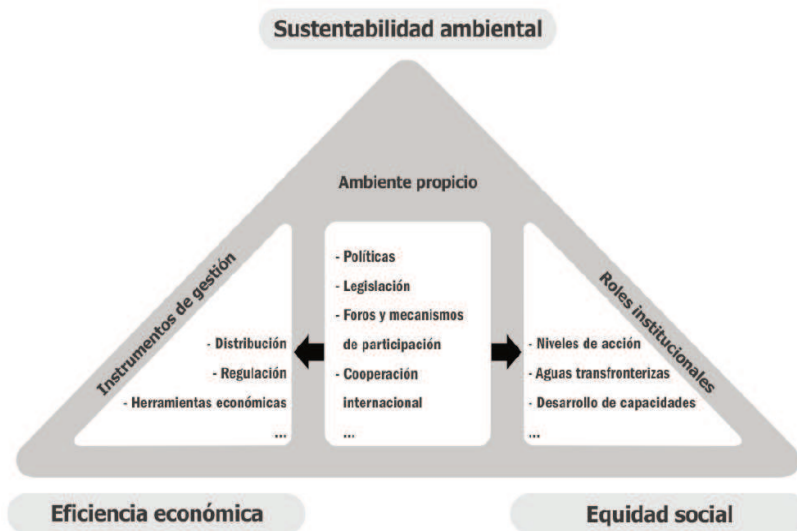 Sustentabilidad ambiental
Ambiente propicio
Instrumentos de gestión
- Distribución
- Regulación
- Herramientas económicas
...
- Políticas
- Legislación
- Foros y mecanismos
de participación
- Cooperación
internacional
...
Roles institucionales
- Niveles de acción
- Aguas transfronterizas
- Desarrollo de capacidades
...
Eficiencia económica
Equidad social